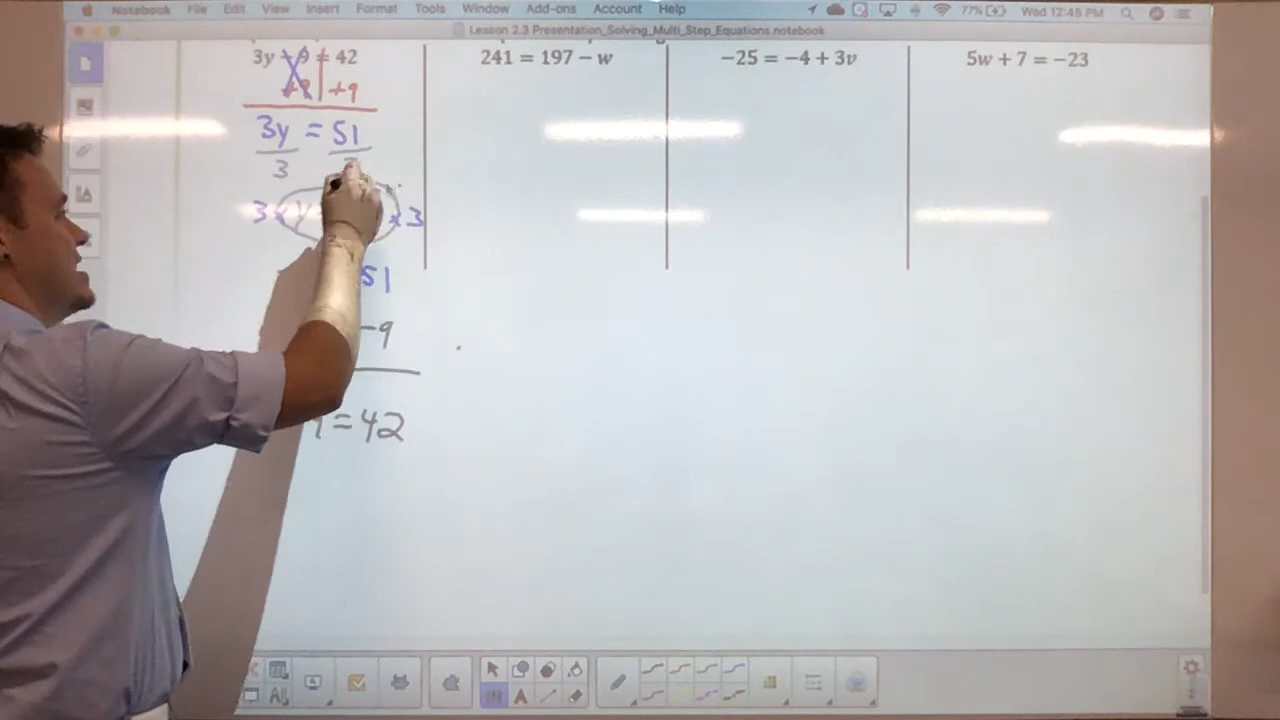 Notebook File Edit View Insert Format Tools Window Add-ons Account Help 77% Wed 12:45 PM
Lesson 2.3 Presentation_Solving_Multi_Step_Equations.notebook
3y - 9 = 42
+9 +9
3y = 51
3
3 × y × 3
51
-9
= 42
241 = 197 − w
−25 = −4 + 3v
5w + 7 = −23